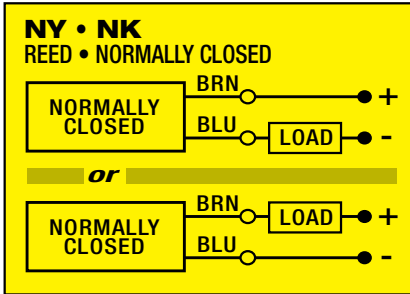 NY • NK
REED • NORMALLY CLOSED
NORMALLY
CLOSED
BRN
+
BLU
LOAD
-
or
NORMALLY
CLOSED
BRN
LOAD
+
BLU
-